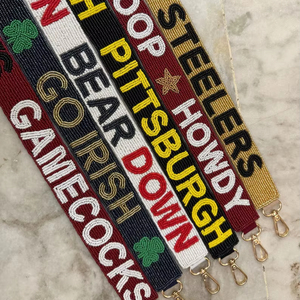 GAMECOCKS
GO IRISH
BEAR DOWN
PITTSBURGH
HOWDY
STEELERS